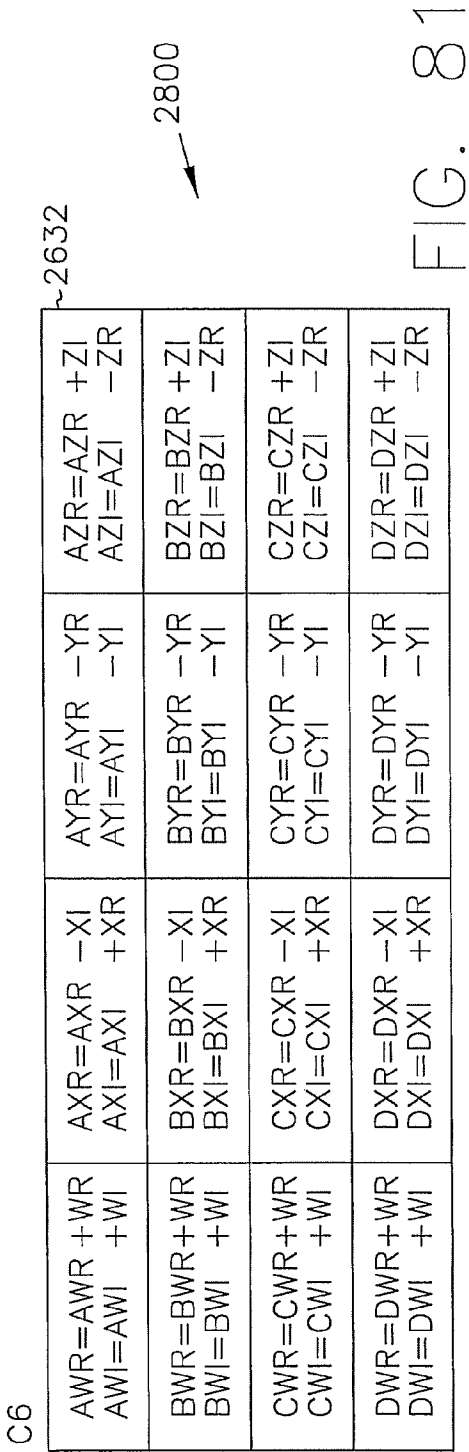 C6
AWR=AWR +WR
AWI=AWI +WI
AXR=AXR −XI
AXI=AXI +XR
AYR=AYR −YR
AYI=AYI −YI
AZR=AZR +ZI
AZI=AZI −ZR
BWR=BWR+WR
BWI=BWI +WI
BXR=BXR −XI
BXI=BXI +XR
BYR=BYR −YR
BYI=BYI −YI
BZR=BZR +ZI
BZI=BZI −ZR
CWR=CWR+WR
CWI=CWI +WI
CXR=CXR −XI
CXI=CXI +XR
CYR=CYR −YR
CYI=CYI −YI
CZR=CZR +ZI
CZI=CZI −ZR
DWR=DWR+WR
DWI=DWI +WI
DXR=DXR −XI
DXI=DXI +XR
DYR=DYR −YR
DYI=DYI −YI
DZR=DZR +ZI
DZI=DZI −ZR
2632
2800
FIG. 81